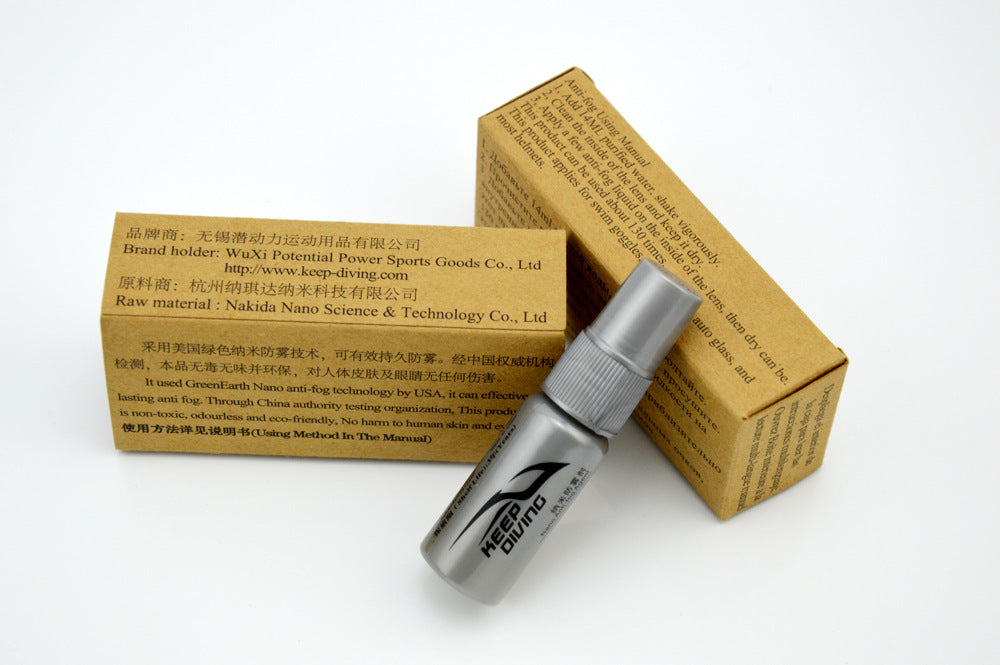 品牌商：无锡潜动力运动用品有限公司
Brand holder: WuXi Potential Power Sports Goods Co., Ltd
http://www.keep-diving.com
原料商：杭州纳琪达纳米科技有限公司
Raw material : Nakida Nano Science & Technology Co., Ltd
采用美国绿色纳米防雾技术，可有效持久防雾。经中国权威机构
检测，本品无毒无味并环保，对人体皮肤及眼睛无任何伤害。
It used GreenEarth Nano anti-fog technology by USA, it can effective
lasting anti fog. Through China authority testing organization, This
is non-toxic, odourless and eco-friendly, No harm to human skin and
使用方法详见说明书(Using Method In The Manual)
Anti-fog Using Manual
1, Add 14ML purified water, shake vigorously.
2, Clean the inside of the lens and keep it dry.
3, Apply a few anti-fog liquid on the inside of the lens, then dry can be.
This product can be used about 130 times.
This product applies for swim goggles, auto glass, and
most helmets.
1. Добавьте 14ml
KEEP
DIVING
纳米防雾剂